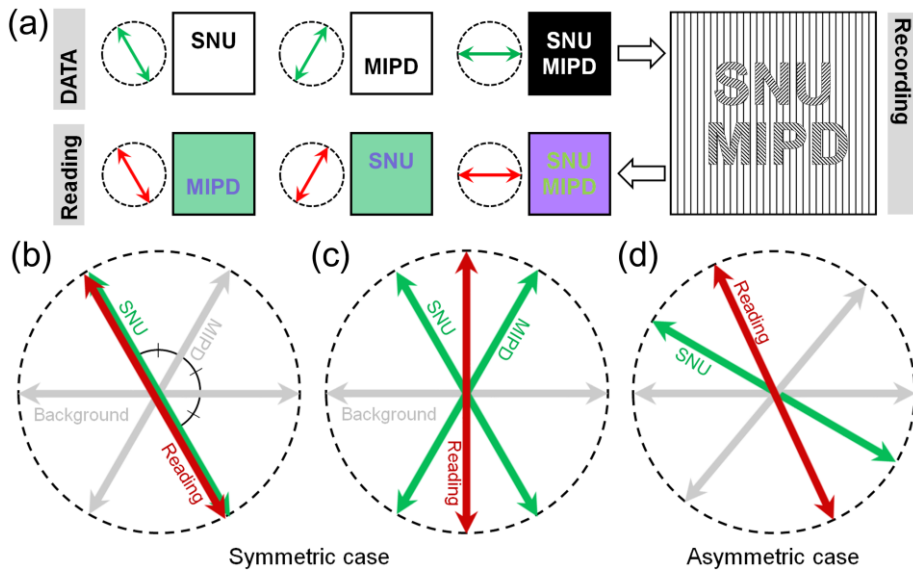 (a)
DATA
SNU
MIPD
SNU
MIPD
Recording
SNU
MIPD
Reading
MIPD
SNU
SNU
MIPD
(b)
SNU
MIPD
Background
Reading
(c)
SNU
MIPD
Background
Reading
(d)
Reading
SNU
Symmetric case
Asymmetric case